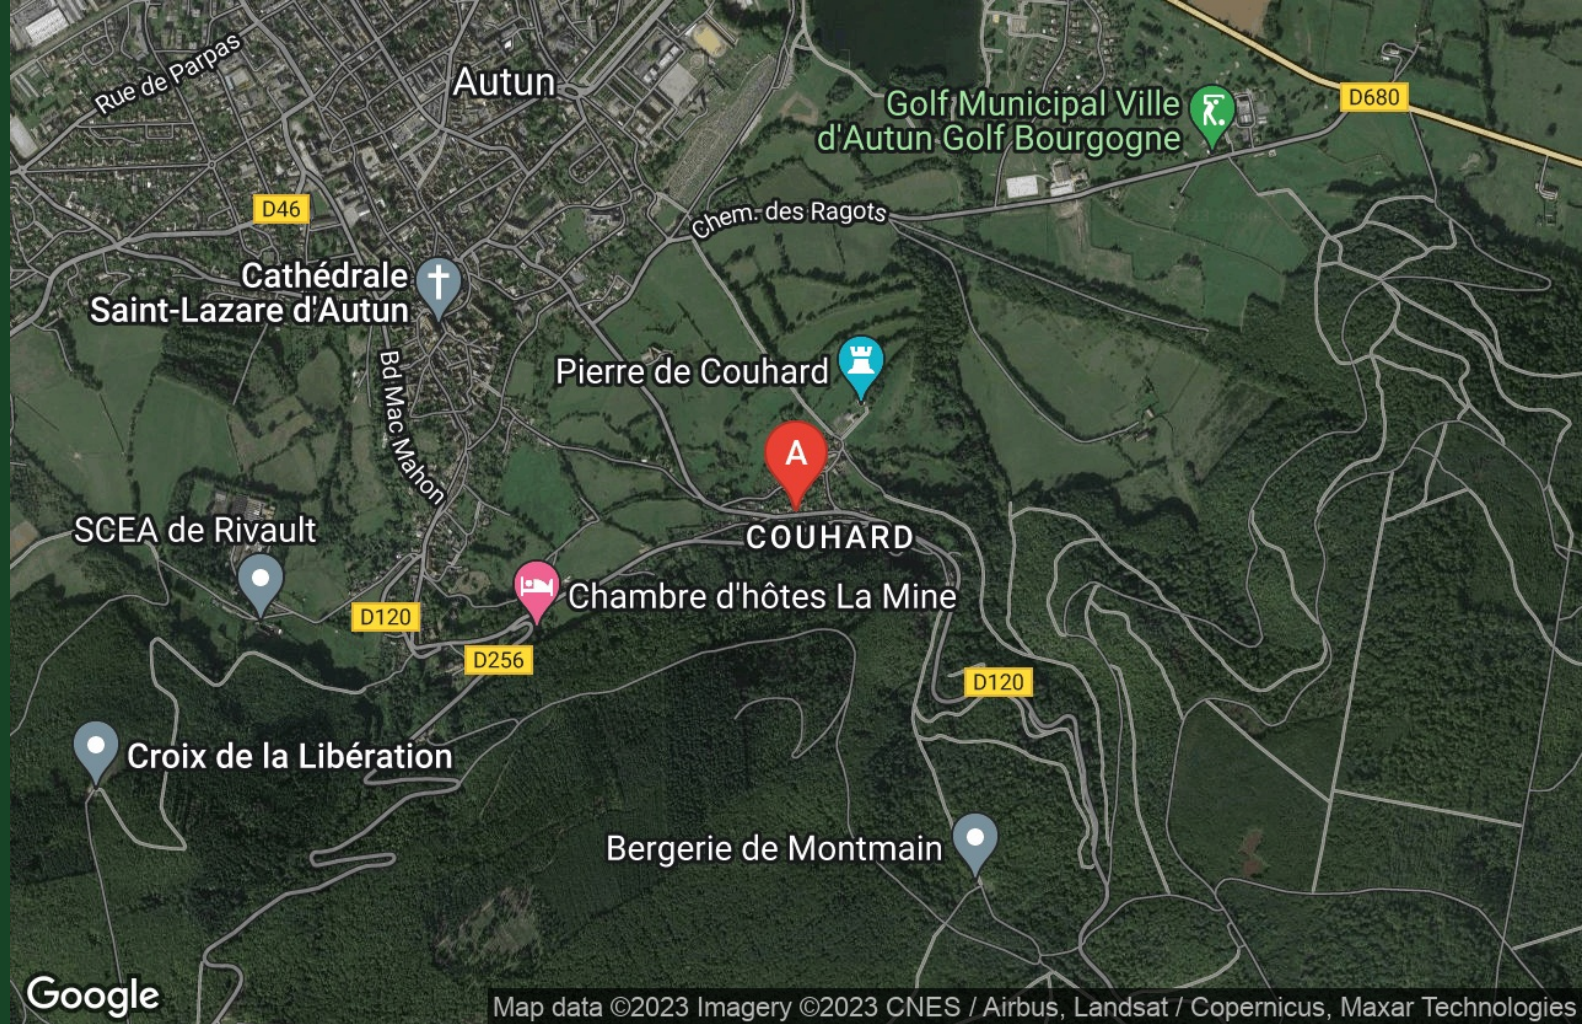 Rue de Parpas
Autun
Golf Municipal Ville
d'Autun Golf Bourgogne
D680
D46
Chem. des Ragots
Cathédrale
Saint-Lazare d'Autun
Pierre de Couhard
Bd Mac Mahon
A
SCEA de Rivault
COUHARD
Chambre d'hôtes La Mine
D120
D256
D120
Croix de la Libération
Bergerie de Montmain
Google
Map data ©2023 Imagery ©2023 CNES / Airbus, Landsat / Copernicus, Maxar Technologies